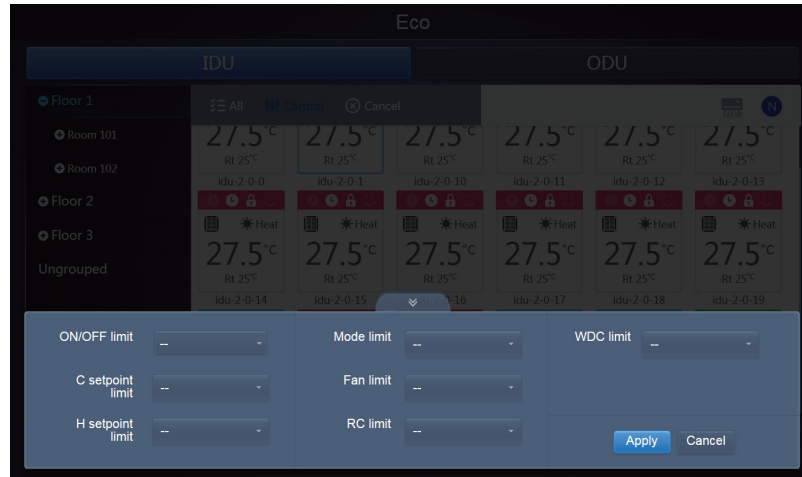 Eco
IDU
ODU
Floor 1
All
Control
Cancel
N
Room 101
Room 102
Floor 2
Floor 3
Ungrouped
27.5°C 27.5°C 27.5°C 27.5°C 27.5°C 27.5°C
Rt 25°C Rt 25°C Rt 25°C Rt 25°C Rt 25°C Rt 25°C
idu-2-0-0 idu-2-0-1 idu-2-0-10 idu-2-0-11 idu-2-0-12 idu-2-0-13
Heat Heat Heat Heat Heat Heat
27.5°C 27.5°C 27.5°C 27.5°C 27.5°C 27.5°C
Rt 25°C Rt 25°C Rt 25°C Rt 25°C Rt 25°C Rt 25°C
idu-2-0-14 idu-2-0-15 idu-2-0-16 idu-2-0-17 idu-2-0-18 idu-2-0-19
ON/OFF limit --
Mode limit --
WDC limit --
C setpoint
limit --
Fan limit --
H setpoint
limit --
RC limit --
Apply
Cancel